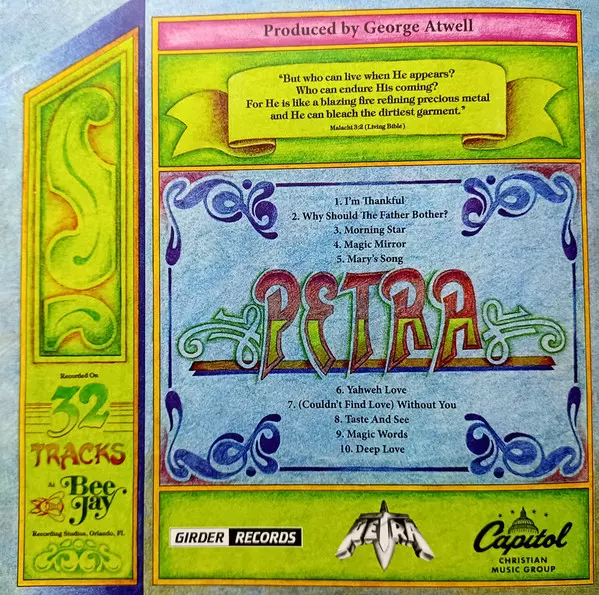 Produced by George Atwell
“But who can live when He appears?
Who can endure His coming?
For He is like a blazing fire refining precious metal
and He can bleach the dirtiest garment.”
Malachi 3:2 (Living Bible)
1. I'm Thankful
2. Why Should The Father Bother?
3. Morning Star
4. Magic Mirror
5. Mary's Song
PETRA
6. Yahweh Love
7. (Couldn't Find Love) Without You
8. Taste And See
9. Magic Words
10. Deep Love
Recorded On
32
TRACKS
At Bee
Jay
Recording Studios, Orlando, FL
GIRDER RECORDS
PETRA
Capitol
CHRISTIAN
MUSIC GROUP